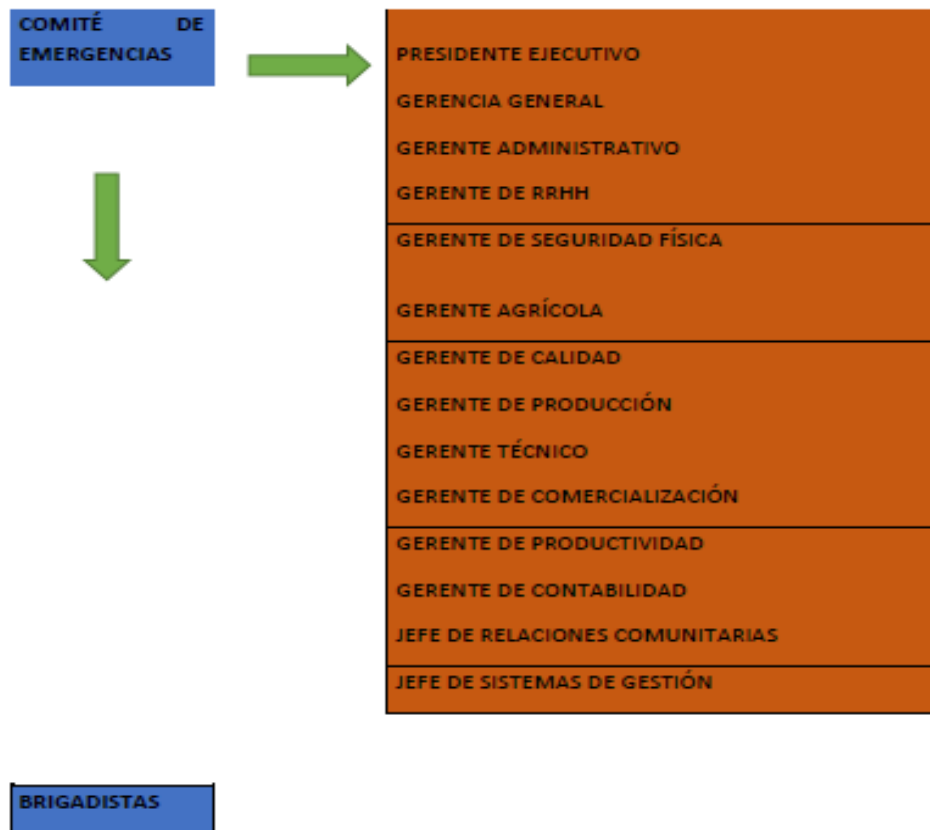 COMITÉ DE
EMERGENCIAS
PRESIDENTE EJECUTIVO
GERENCIA GENERAL
GERENTE ADMINISTRATIVO
GERENTE DE RRHH
GERENTE DE SEGURIDAD FÍSICA
GERENTE AGRÍCOLA
GERENTE DE CALIDAD
GERENTE DE PRODUCCIÓN
GERENTE TÉCNICO
GERENTE DE COMERCIALIZACIÓN
GERENTE DE PRODUCTIVIDAD
GERENTE DE CONTABILIDAD
JEFE DE RELACIONES COMUNITARIAS
JEFE DE SISTEMAS DE GESTIÓN
BRIGADISTAS